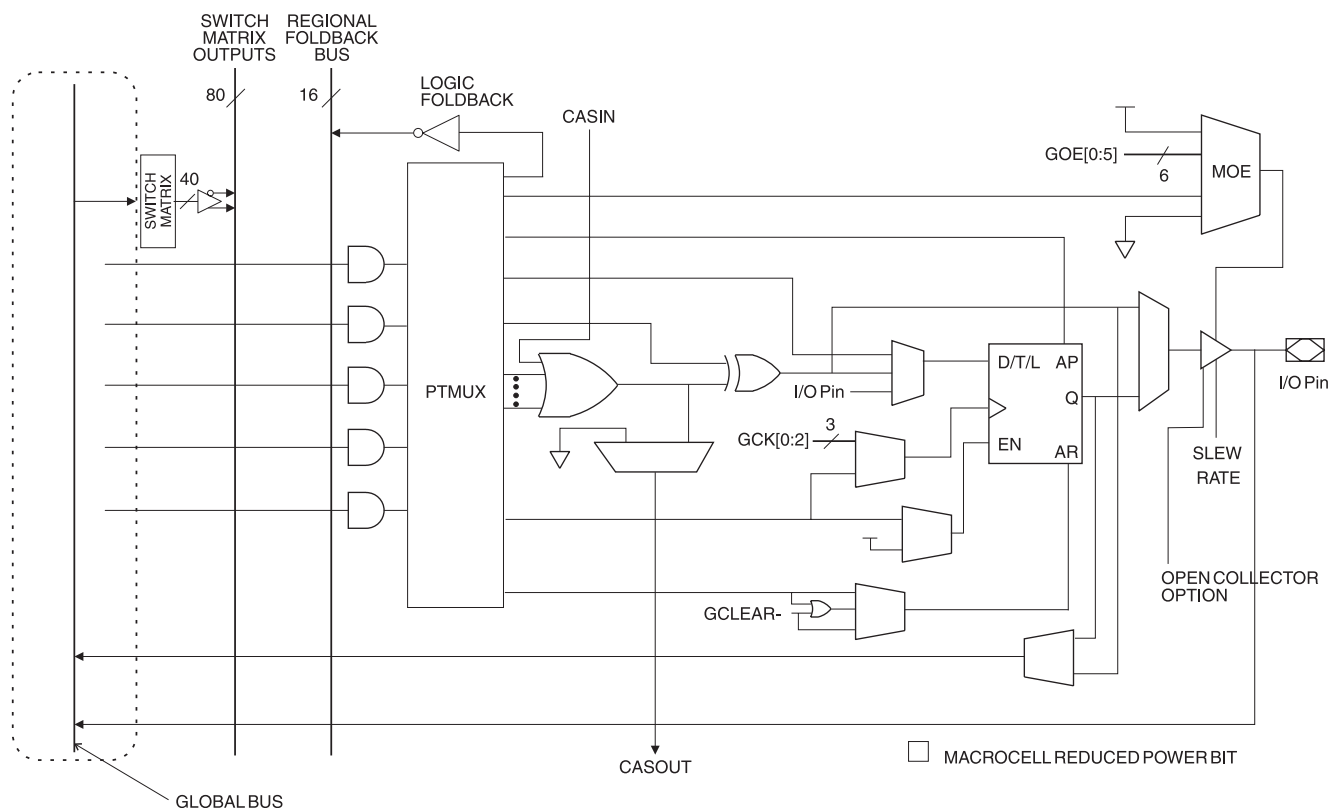 SWITCH
MATRIX
OUTPUTS
REGIONAL
FOLDBACK
BUS
80
16
LOGIC
FOLDBACK
CASIN
GOE[0:5]
6
MOE
SWITCH
MATRIX
40
PTMUX
D/T/L
AP
Q
EN
AR
I/O Pin
I/O Pin
GCK[0:2]
3
SLEW
RATE
OPEN COLLECTOR
OPTION
GCLEAR-
CASOUT
MACROCELL REDUCED POWER BIT
GLOBAL BUS